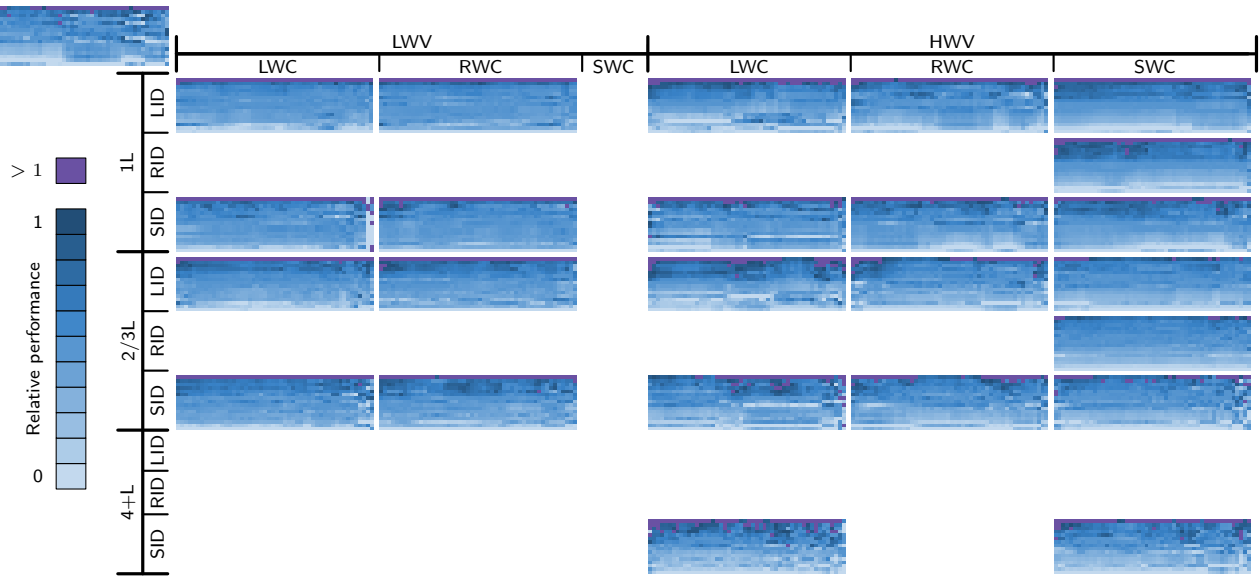 LWV HWV
LWC RWC SWC LWC RWC SWC
1L
LID
RID
SID
2/3L
LID
RID
SID
4+L
LID
RID
SID
> 1
1
Relative performance
0